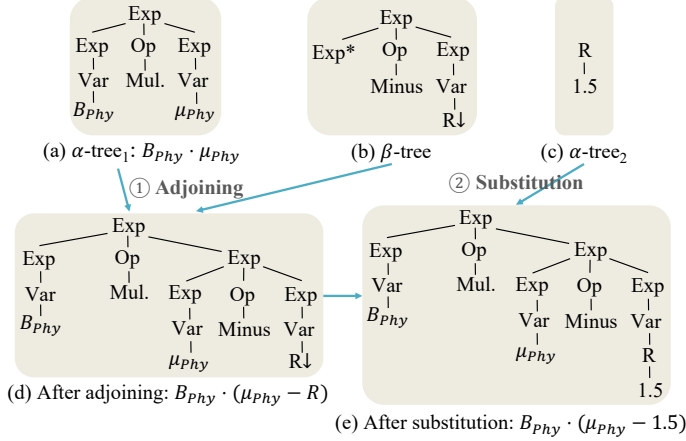 Exp
Exp Op Exp
Var Mul. Var
B_Phy μ_Phy
(a) α-tree₁: B_Phy · μ_Phy
Exp
Exp* Op Exp
Minus Var
R↓
(b) β-tree
R
1.5
(c) α-tree₂
① Adjoining
② Substitution
Exp
Exp Op Exp
Var Mul. Exp Op Exp
B_Phy Var Minus Var
μ_Phy R↓
(d) After adjoining: B_Phy · (μ_Phy − R)
Exp
Exp Op Exp
Var Mul. Exp Op Exp
B_Phy Var Minus Var
μ_Phy R
1.5
(e) After substitution: B_Phy · (μ_Phy − 1.5)